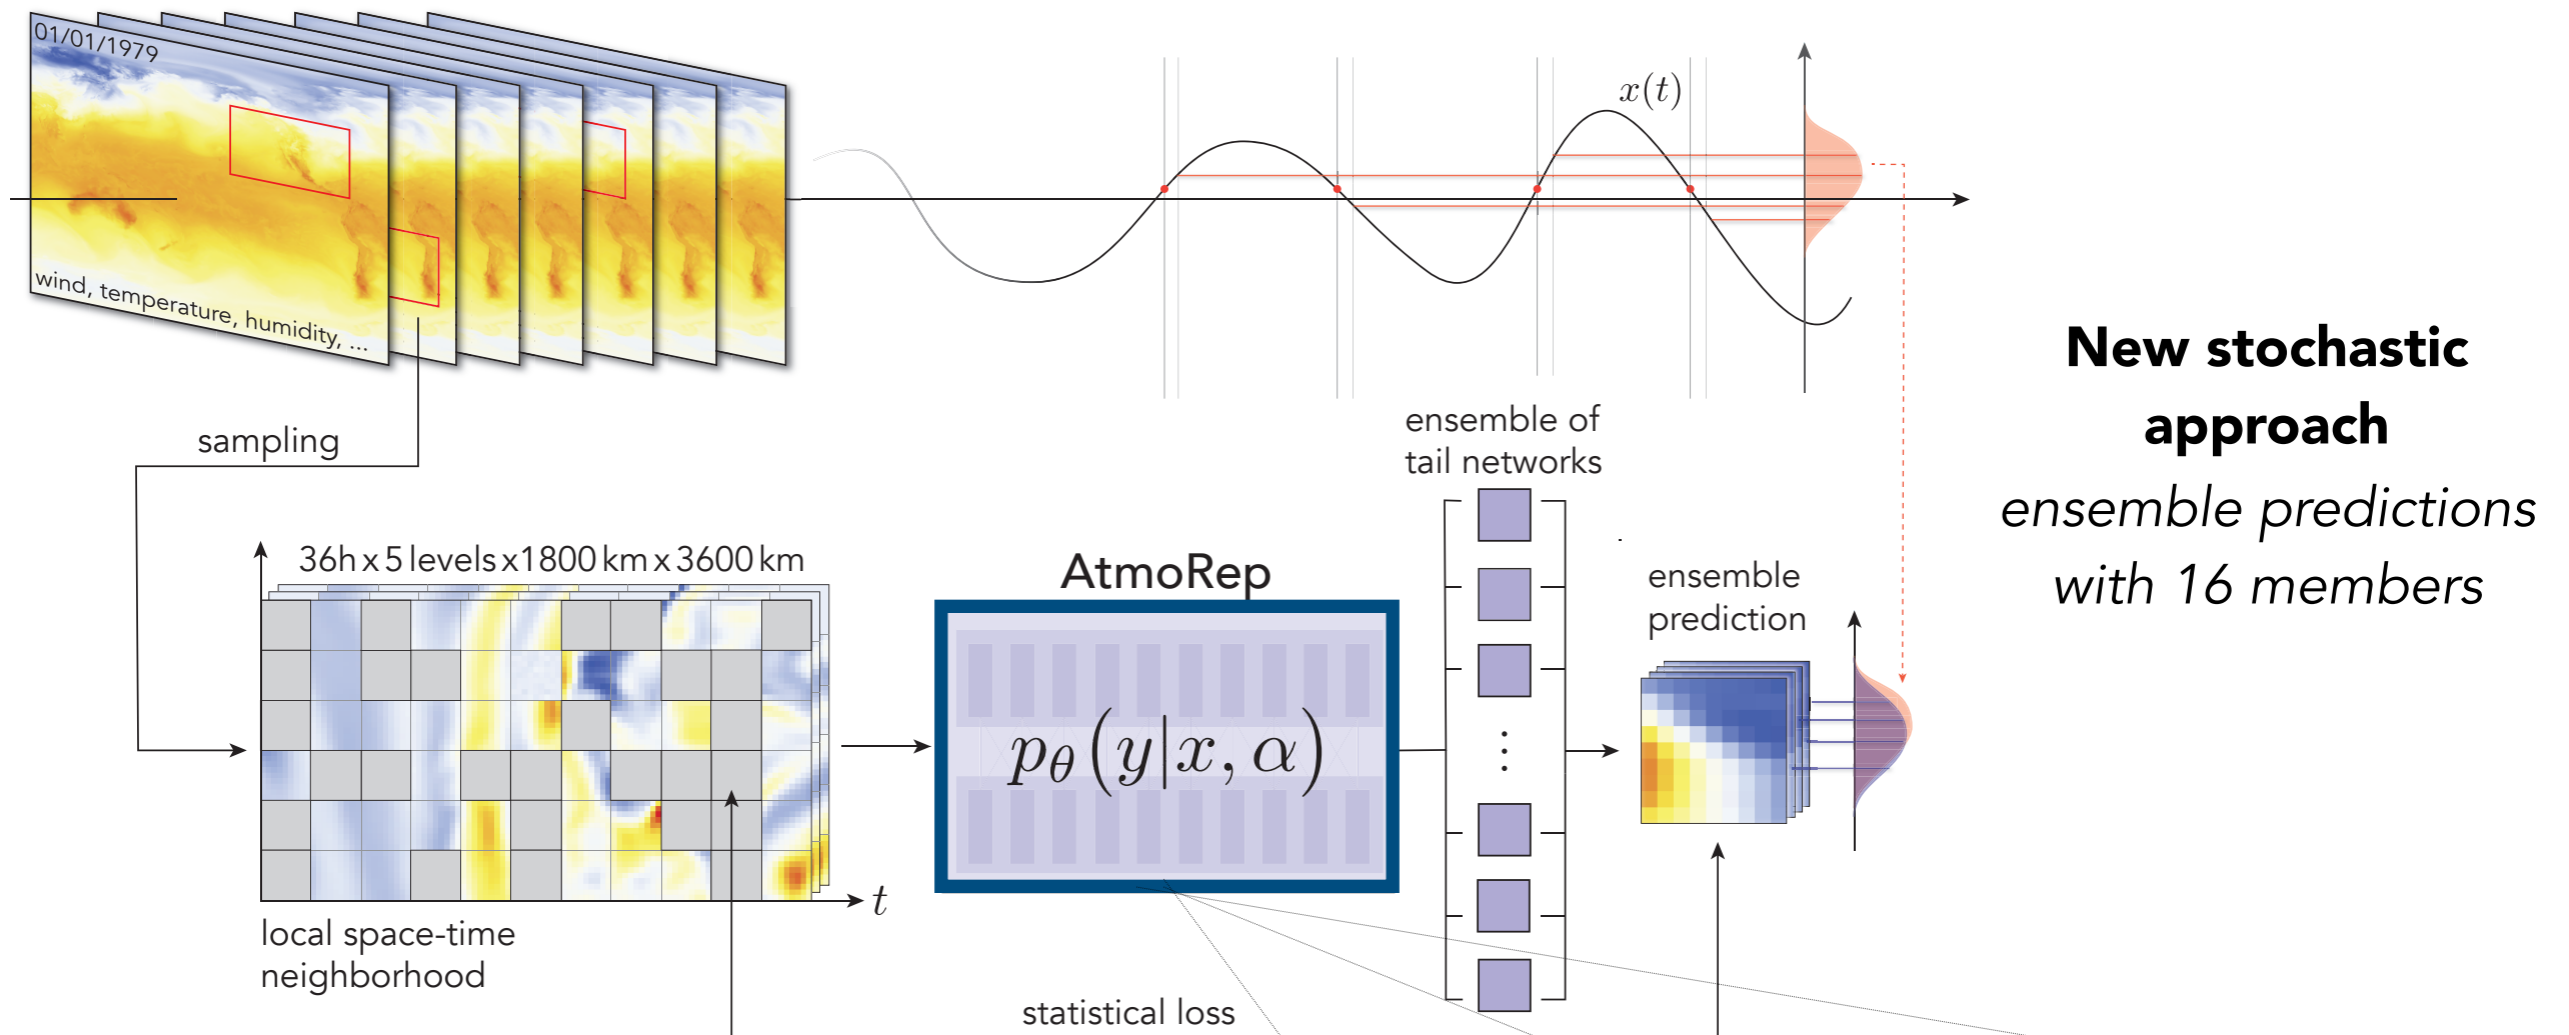 01/01/1979
wind, temperature, humidity, ...
x(t)
sampling
New stochastic
approach
ensemble predictions
with 16 members
ensemble of
tail networks
36h x 5 levels x 1800 km x 3600 km
AtmoRep
ensemble
prediction
pθ(y|x, α)
⋮
t
local space-time
neighborhood
statistical loss